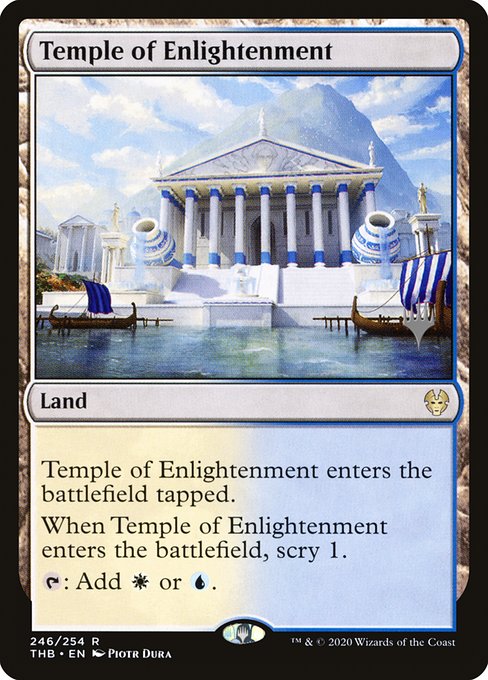 Temple of Enlightenment
Land
Temple of Enlightenment enters the
battlefield tapped.
When Temple of Enlightenment
enters the battlefield, scry 1.
: Add or .
246/254 R
THB • EN Piotr Dura
™ & © 2020 Wizards of the Coast